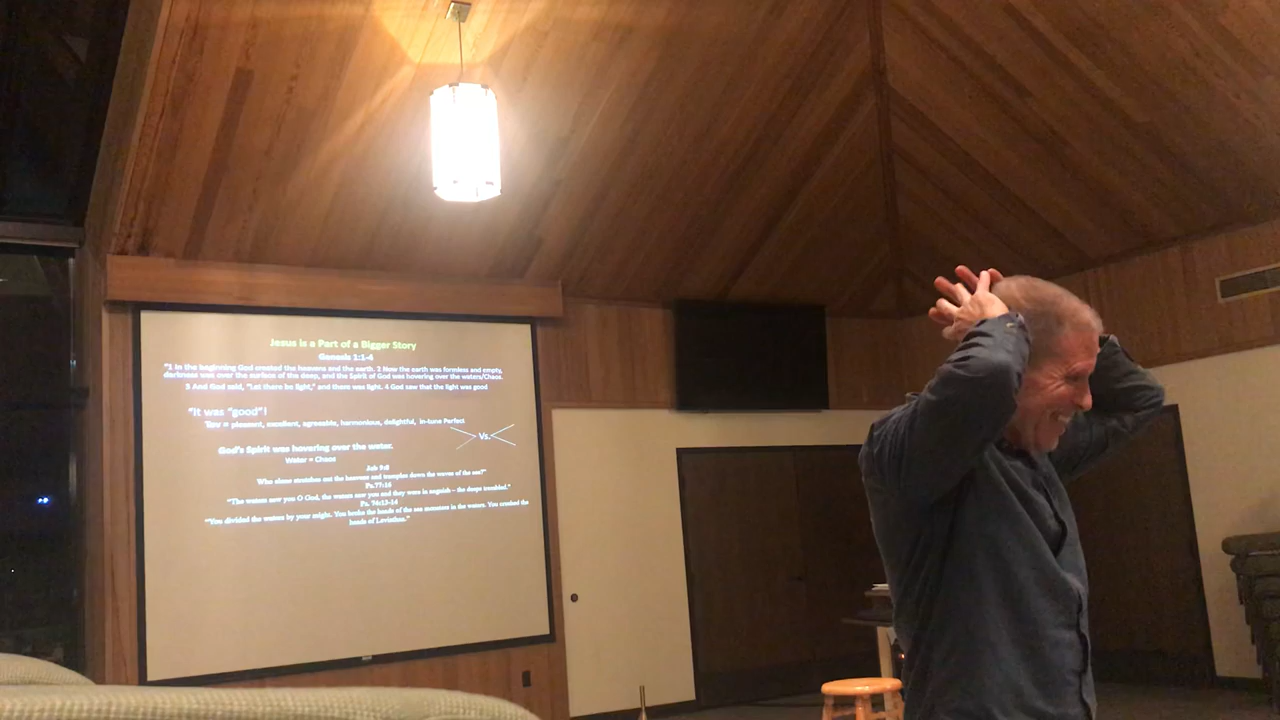 Jesus is a Part of a Bigger Story
Genesis 1:1-4
"1 In the beginning God created the heavens and the earth. 2 Now the earth was formless and empty,
darkness was over the surface of the deep, and the Spirit of God was hovering over the waters/Chaos.
3 And God said, "Let there be light," and there was light. 4 God saw that the light was good
"It was "good"!
Tov = pleasant, excellent, agreeable, harmonious, delightful, in-tune Perfect
Vs.
God's Spirit was hovering over the water.
Water = Chaos
Job 9:8
Who alone stretches out the heavens and tramples down the waves of the sea?"
Ps.77:16
"The waters saw you O God, the waters saw you and they were in anguish – the deeps trembled."
Ps. 74:13-14
"You divided the waters by your might. You broke the heads of the sea monsters in the waters. You crushed the
heads of Leviathan."